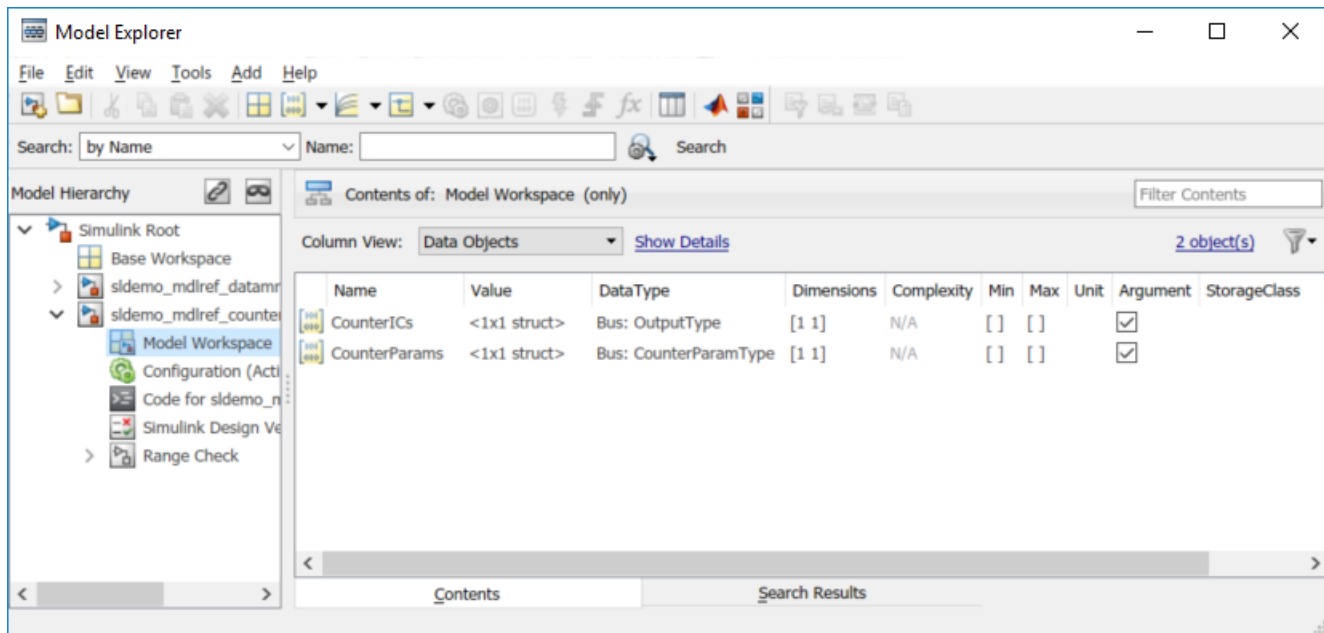 Model Explorer
File Edit View Tools Add Help
fx
Search: by Name Name: Search
Model Hierarchy
Contents of: Model Workspace (only) Filter Contents
Simulink Root
Base Workspace
sldemo_mdlref_datamr
sldemo_mdlref_counter
Model Workspace
Configuration (Acti
Code for sldemo_m
Simulink Design Ve
Range Check
Column View: Data Objects Show Details 2 object(s)
Name Value DataType Dimensions Complexity Min Max Unit Argument StorageClass
CounterICs <1x1 struct> Bus: OutputType [1 1] N/A [ ] [ ]
CounterParams <1x1 struct> Bus: CounterParamType [1 1] N/A [ ] [ ]
Contents Search Results